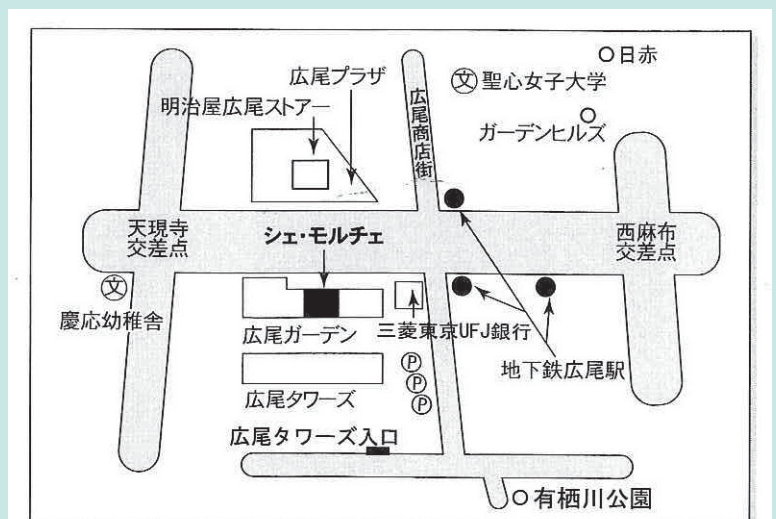 日赤
広尾プラザ
文 聖心女子大学
明治屋広尾ストアー
広尾商店街
ガーデンヒルズ
天現寺
交差点
シェ・モルチェ
西麻布
交差点
文
慶応幼稚舎
広尾ガーデン
三菱東京UFJ銀行
地下鉄広尾駅
P
P
P
広尾タワーズ
広尾タワーズ入口
有栖川公園